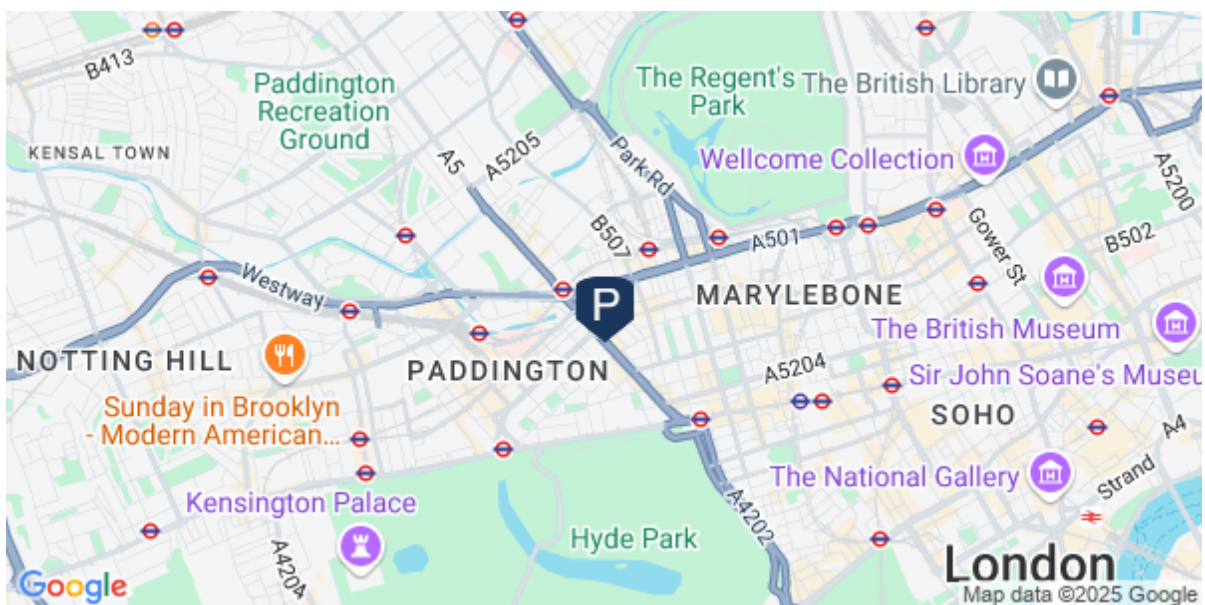 B413
Paddington
Recreation
Ground
The Regent's
Park
The British Library
KENSAL TOWN
A5
A5205
Park Rd
Wellcome Collection
A5200
B507
A501
Gower St
B502
Westway
MARYLEBONE
The British Museum
NOTTING HILL
P
PADDINGTON
A5204
Sir John Soane's Museu
Sunday in Brooklyn
- Modern American...
SOHO
A4
The National Gallery
Strand
Kensington Palace
A4202
Hyde Park
A4204
London
Google
Map data ©2025 Google